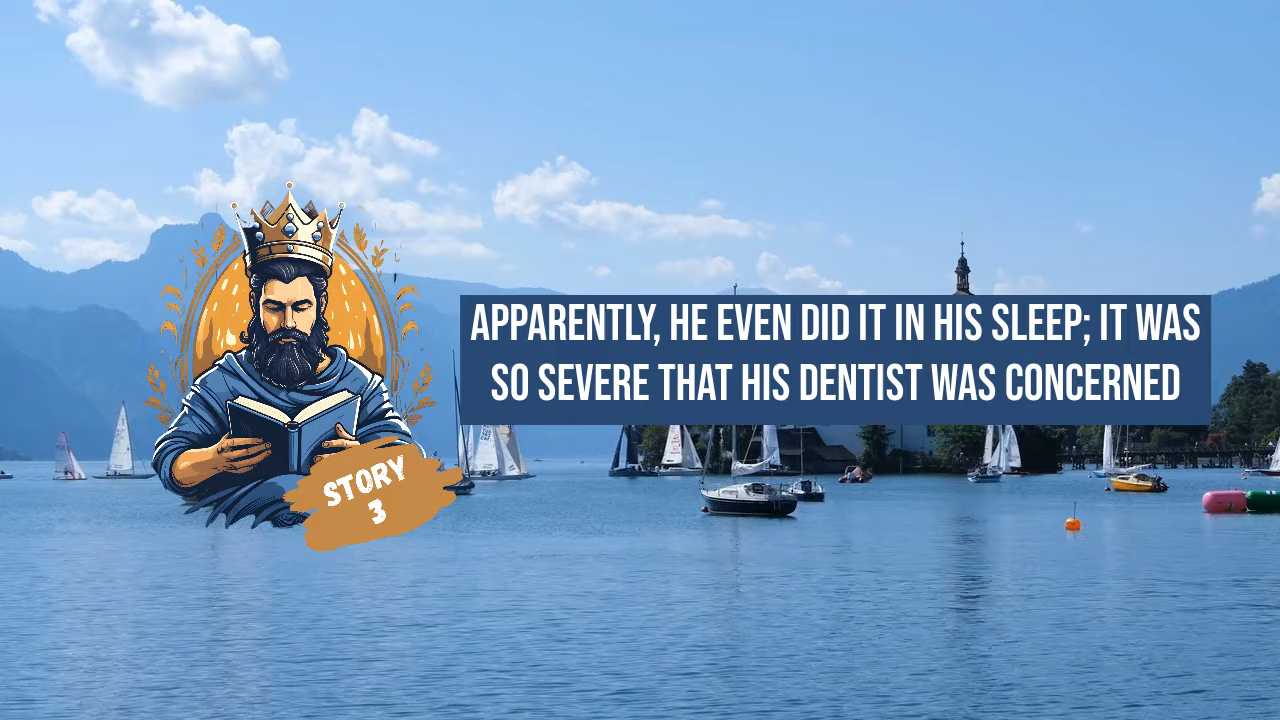 APPARENTLY, HE EVEN DID IT IN HIS SLEEP; IT WAS
SO SEVERE THAT HIS DENTIST WAS CONCERNED
STORY
3